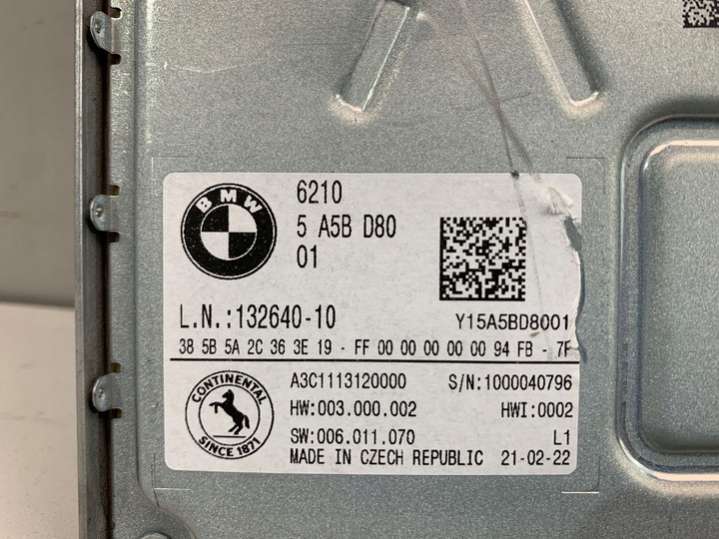 BMW
6210
5 A5B D80
01
L.N.:132640-10
Y15A5BD8001
38 5B 5A 2C 36 3E 19 - FF 00 00 00 00 00 94 FB - 7F
CONTINENTAL
SINCE 1871
A3C1113120000 S/N:1000040796
HW:003.000.002 HWI:0002
SW:006.011.070 L1
MADE IN CZECH REPUBLIC 21-02-22